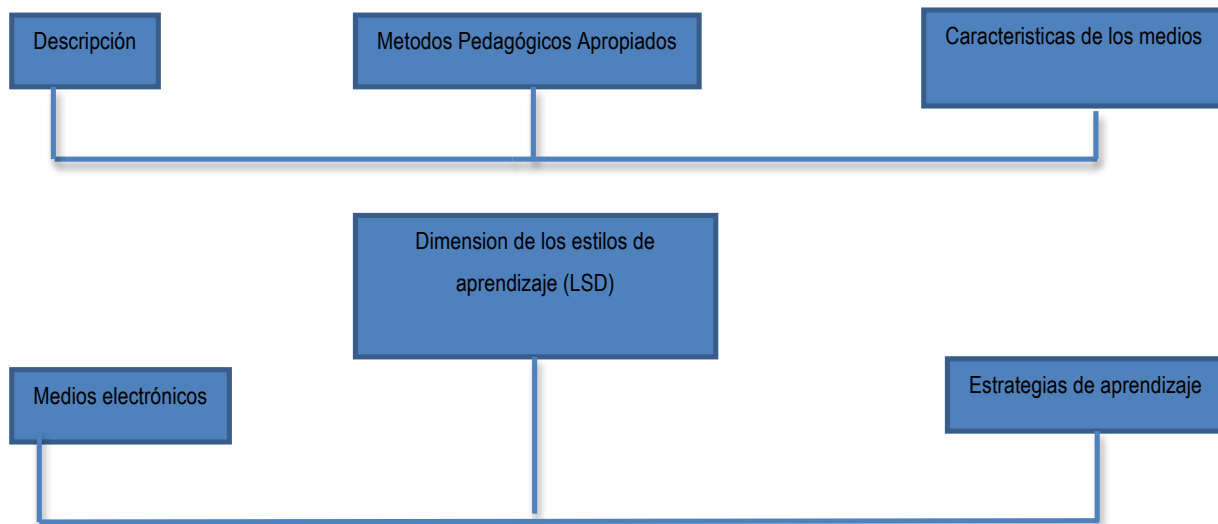 Descripción
Metodos Pedagógicos Apropiados
Caracteristicas de los medios
Dimension de los estilos de
aprendizaje (LSD)
Medios electrónicos
Estrategias de aprendizaje